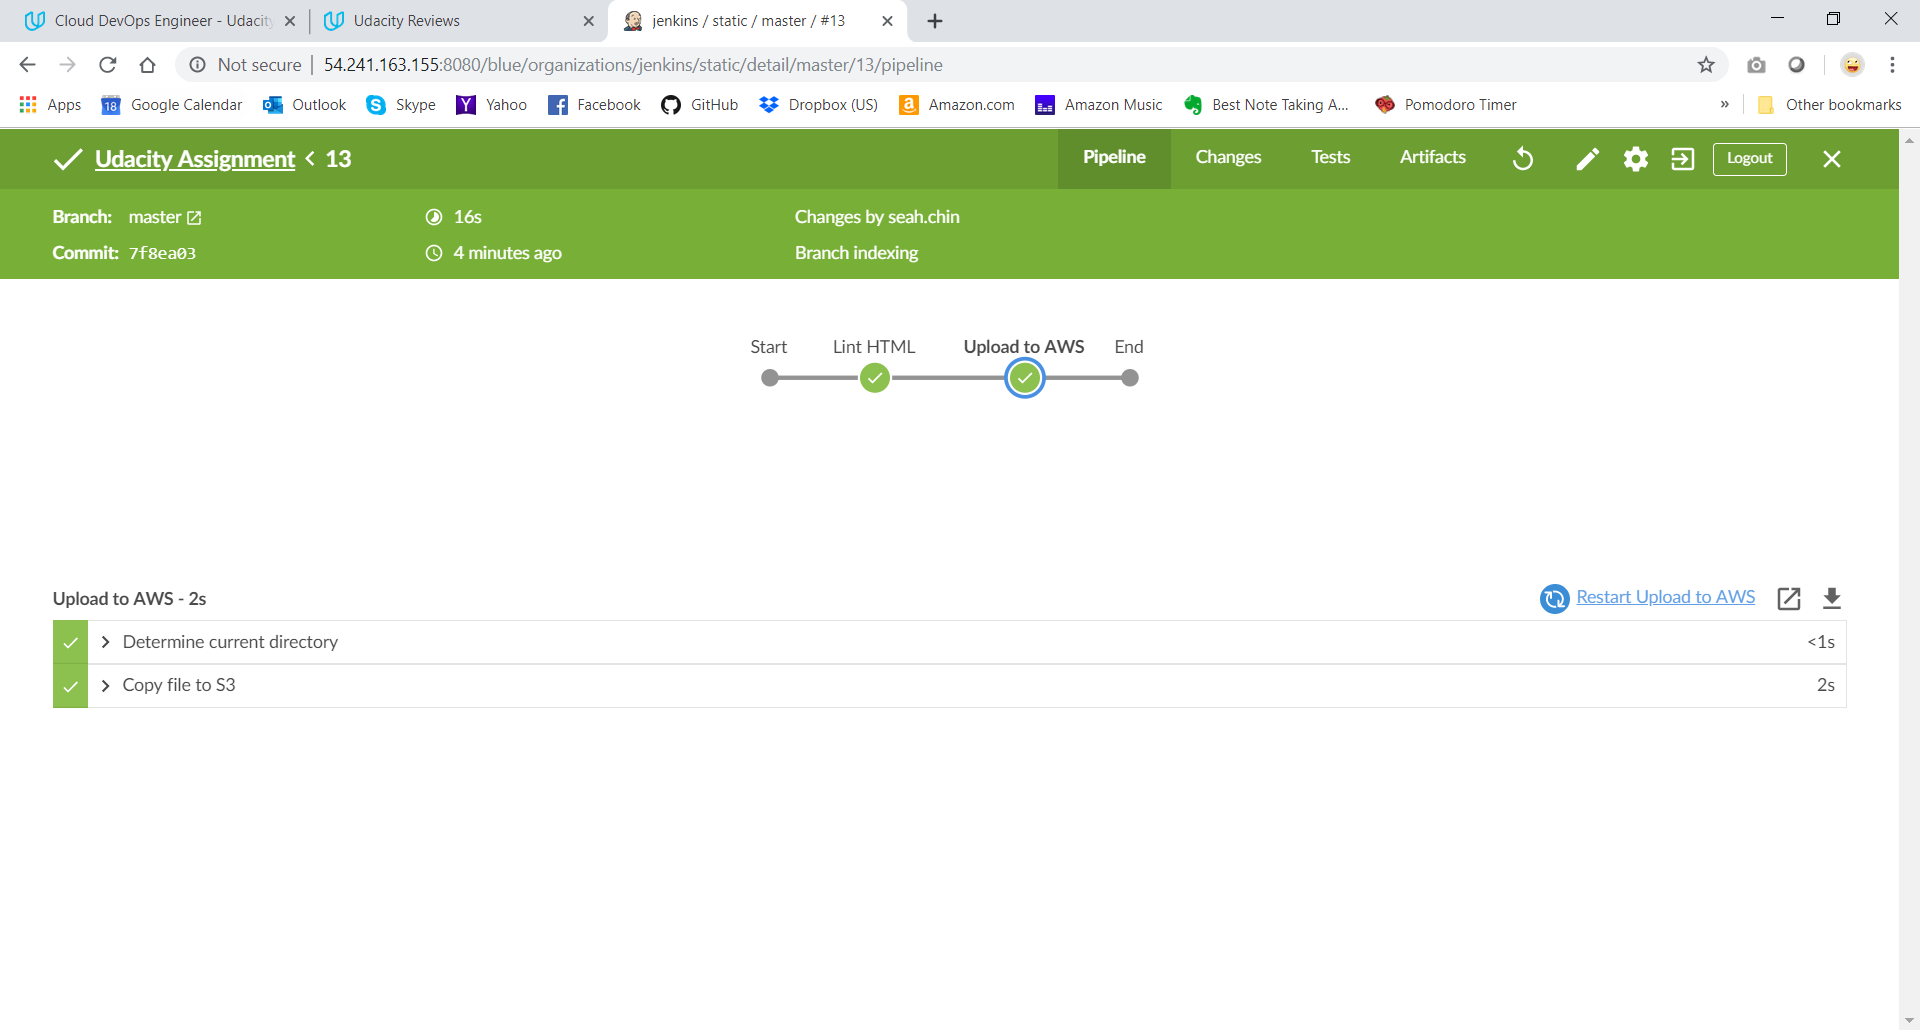 Cloud DevOps Engineer - Udacity
Udacity Reviews
jenkins / static / master / #13
Not secure
54.241.163.155:8080/blue/organizations/jenkins/static/detail/master/13/pipeline
Apps
18
Google Calendar
Outlook
Skype
Yahoo
Facebook
GitHub
Dropbox (US)
Amazon.com
Amazon Music
Best Note Taking A...
Pomodoro Timer
»
Other bookmarks
Udacity Assignment < 13
Pipeline
Changes
Tests
Artifacts
Logout
Branch: master
16s
Changes by seah.chin
Commit: 7f8ea03
4 minutes ago
Branch indexing
Start
Lint HTML
Upload to AWS
End
Upload to AWS - 2s
Restart Upload to AWS
Determine current directory
<1s
Copy file to S3
2s